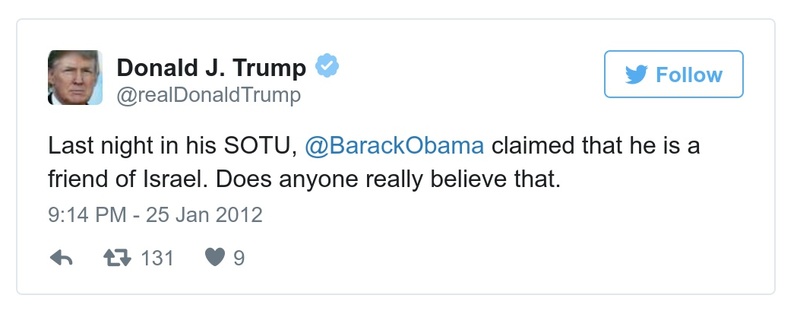 Donald J. Trump
@realDonaldTrump
Follow
Last night in his SOTU, @BarackObama claimed that he is a
friend of Israel. Does anyone really believe that.
9:14 PM - 25 Jan 2012
131 9